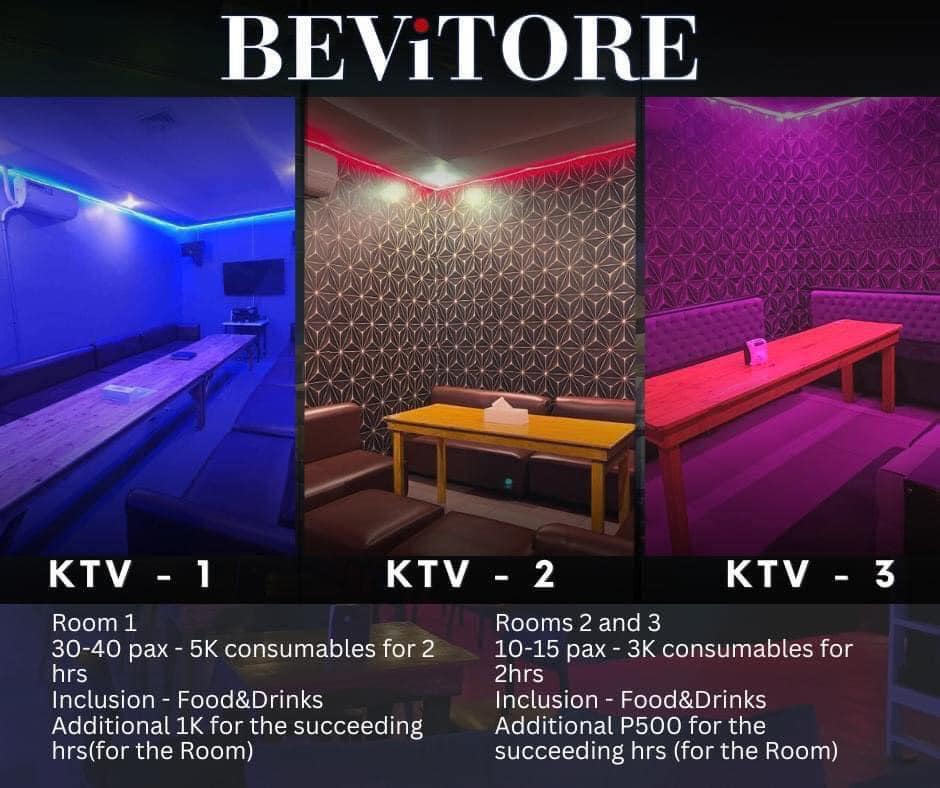 BEViTORE
KTV - 1
KTV - 2
KTV - 3
Room 1
30-40 pax - 5K consumables for 2
hrs
Inclusion - Food&Drinks
Additional 1K for the succeeding
hrs(for the Room)
Rooms 2 and 3
10-15 pax - 3K consumables for
2hrs
Inclusion - Food&Drinks
Additional P500 for the
succeeding hrs (for the Room)